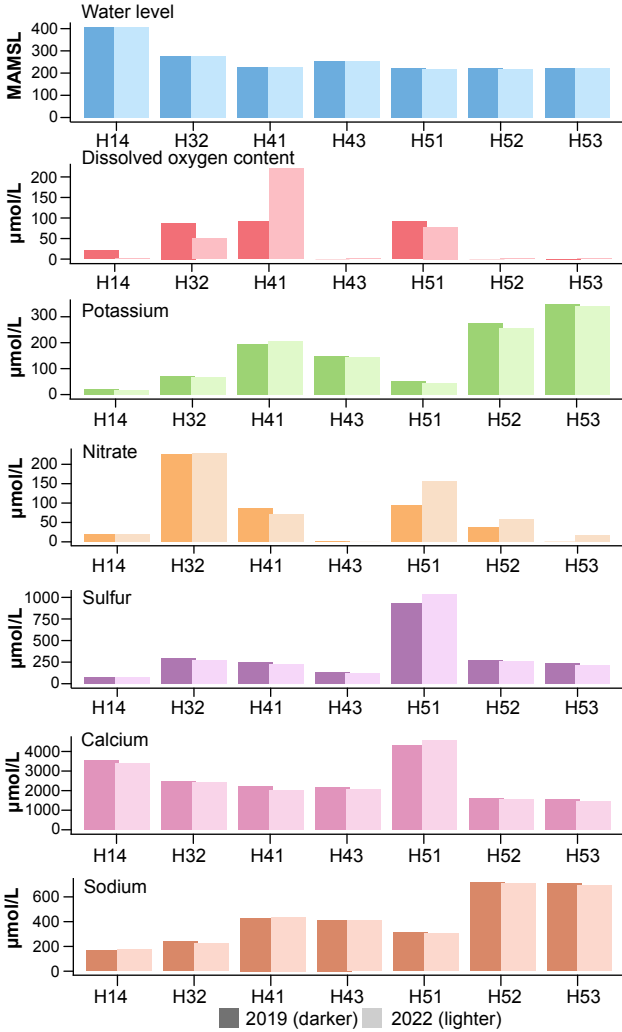 Water level
MAMSL
400
300
200
100
0
H14 H32 H41 H43 H51 H52 H53
Dissolved oxygen content
µmol/L
200
150
100
50
0
H14 H32 H41 H43 H51 H52 H53
Potassium
µmol/L
300
200
100
0
H14 H32 H41 H43 H51 H52 H53
Nitrate
µmol/L
200
150
100
50
0
H14 H32 H41 H43 H51 H52 H53
Sulfur
µmol/L
1000
750
500
250
0
H14 H32 H41 H43 H51 H52 H53
Calcium
µmol/L
4000
3000
2000
1000
0
H14 H32 H41 H43 H51 H52 H53
Sodium
µmol/L
600
400
200
0
H14 H32 H41 H43 H51 H52 H53
2019 (darker) 2022 (lighter)